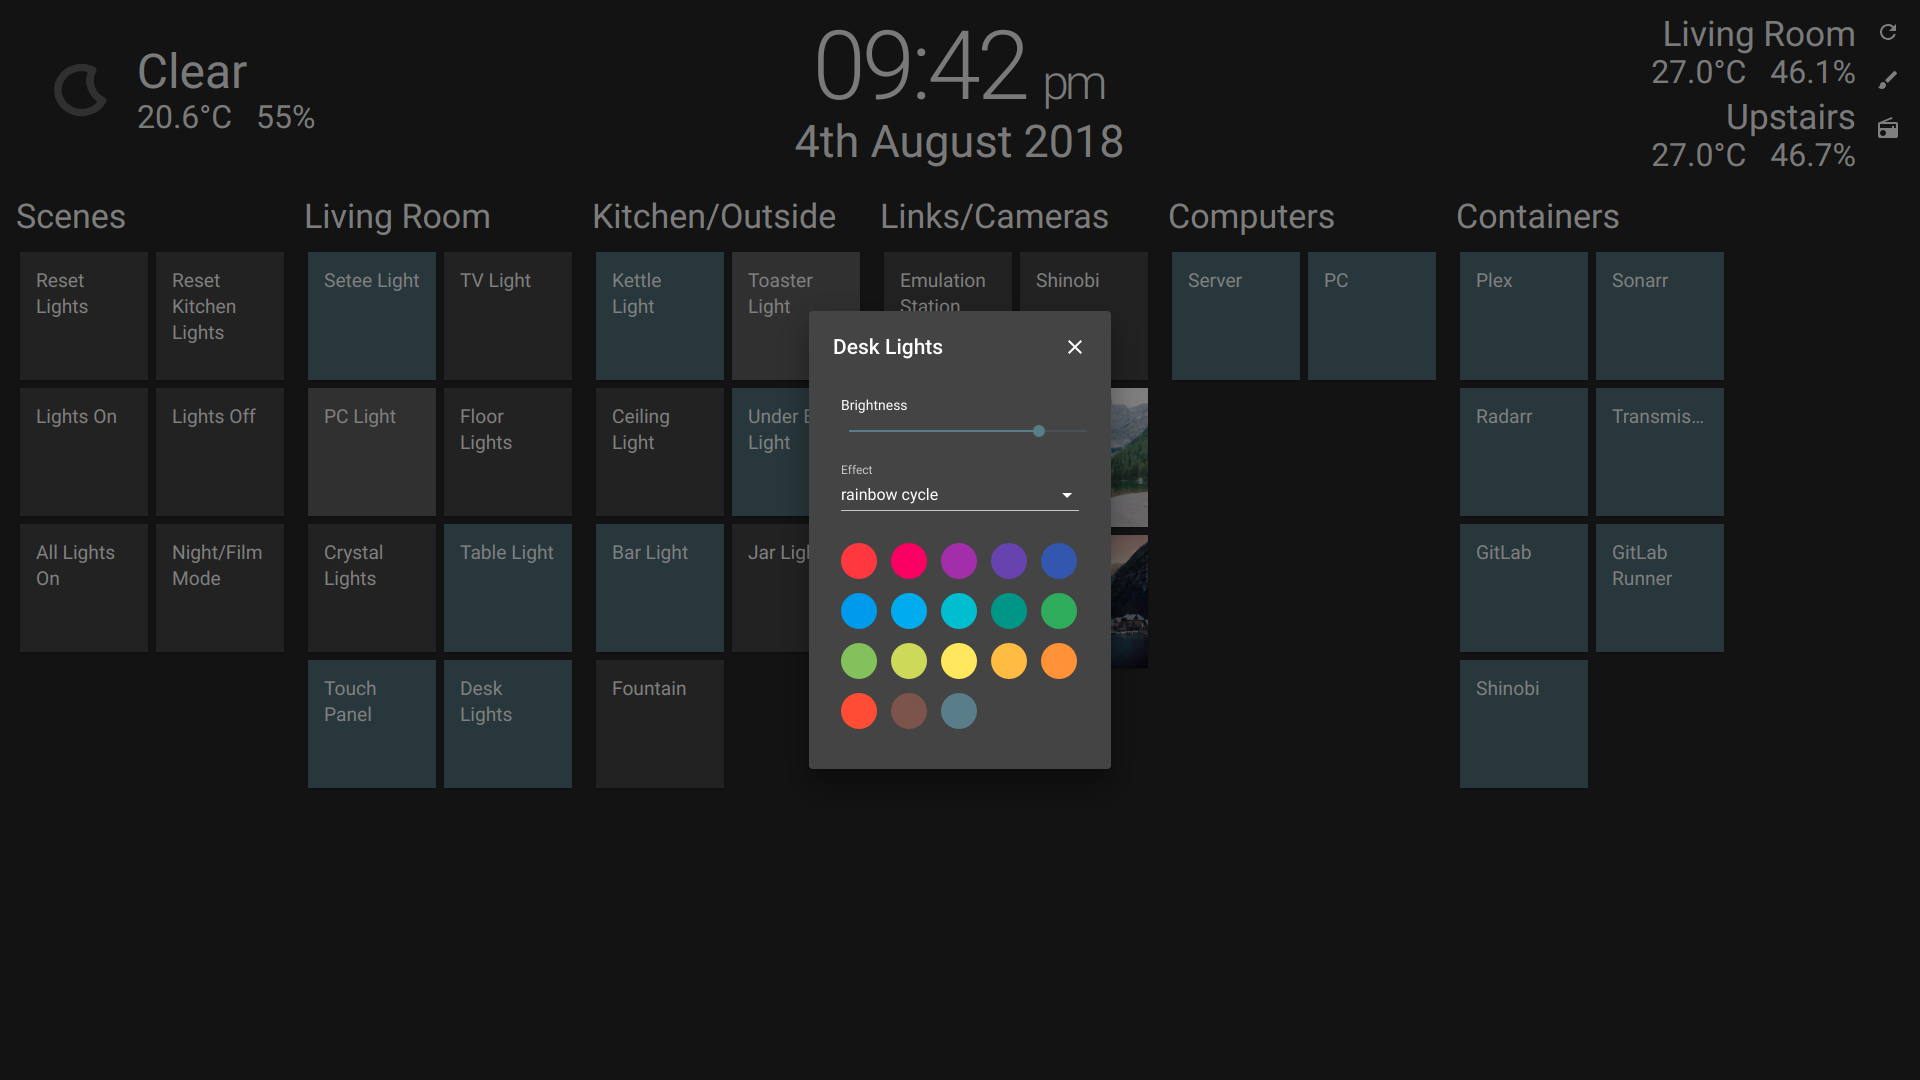 Clear
20.6°C 55%
09:42 pm
4th August 2018
Living Room
27.0°C 46.1%
Upstairs
27.0°C 46.7%
Scenes
Reset
Lights
Reset
Kitchen
Lights
Lights On
Lights Off
All Lights
On
Night/Film
Mode
Living Room
Setee Light
TV Light
PC Light
Floor
Lights
Crystal
Lights
Table Light
Touch
Panel
Desk
Lights
Kitchen/Outside
Kettle
Light
Toaster
Light
Ceiling
Light
Under
Light
Bar Light
Jar
Fountain
Links/Cameras
Emulation
Station
Shinobi
Desk Lights
Brightness
Effect
rainbow cycle
Computers
Server
PC
Containers
Plex
Sonarr
Radarr
Transmis...
GitLab
GitLab
Runner
Shinobi